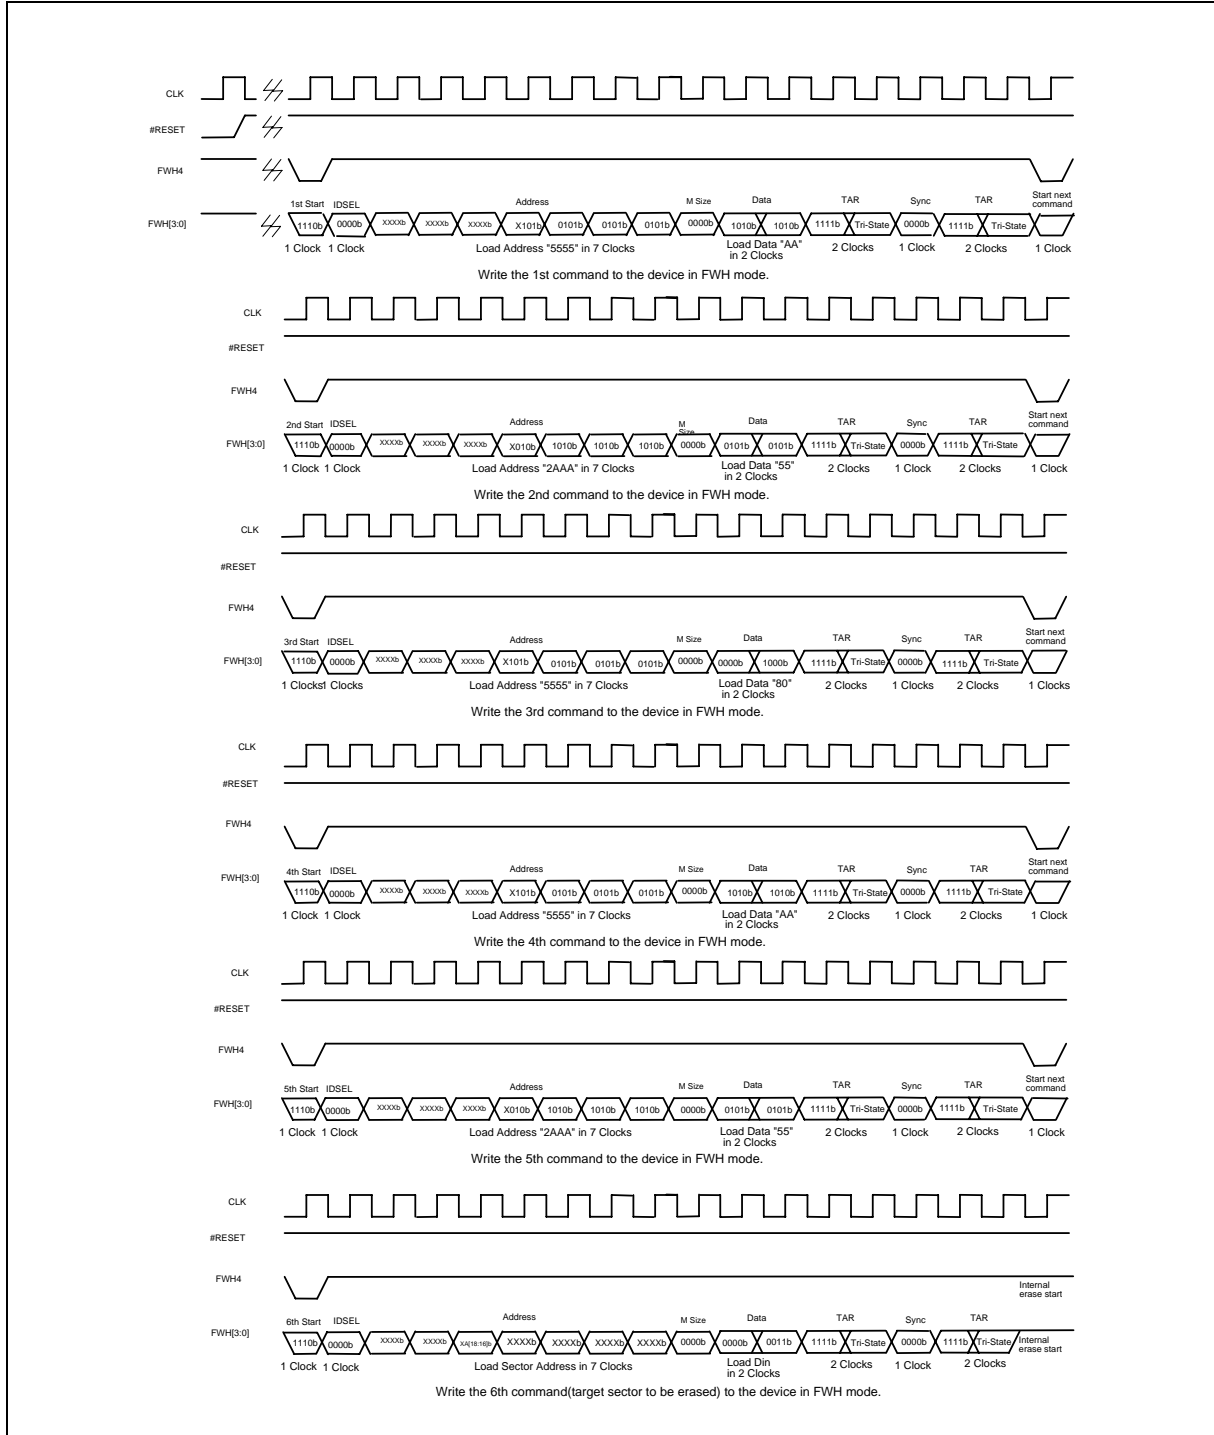 CLK
#RESET
FWH4
1st Start IDSEL Address M Size Data TAR Sync TAR Start next command
FWH[3:0] 1110b 0000b XXXXb XXXXb XXXXb X101b 0101b 0101b 0101b 0000b 1010b 1010b 1111b Tri-State 0000b 1111b Tri-State
1 Clock 1 Clock Load Address "5555" in 7 Clocks Load Data "AA" in 2 Clocks 2 Clocks 1 Clock 2 Clocks 1 Clock
Write the 1st command to the device in FWH mode.
CLK
#RESET
FWH4
2nd Start IDSEL Address M Size Data TAR Sync TAR Start next command
FWH[3:0] 1110b 0000b XXXXb XXXXb XXXXb X010b 1010b 1010b 1010b 0000b 0101b 0101b 1111b Tri-State 0000b 1111b Tri-State
1 Clock 1 Clock Load Address "2AAA" in 7 Clocks Load Data "55" in 2 Clocks 2 Clocks 1 Clock 2 Clocks 1 Clock
Write the 2nd command to the device in FWH mode.
CLK
#RESET
FWH4
3rd Start IDSEL Address M Size Data TAR Sync TAR Start next command
FWH[3:0] 1110b 0000b XXXXb XXXXb XXXXb X101b 0101b 0101b 0101b 0000b 0000b 1000b 1111b Tri-State 0000b 1111b Tri-State
1 Clocks 1 Clocks Load Address "5555" in 7 Clocks Load Data "80" in 2 Clocks 2 Clocks 1 Clocks 2 Clocks 1 Clocks
Write the 3rd command to the device in FWH mode.
CLK
#RESET
FWH4
4th Start IDSEL Address M Size Data TAR Sync TAR Start next command
FWH[3:0] 1110b 0000b XXXXb XXXXb XXXXb X101b 0101b 0101b 0101b 0000b 1010b 1010b 1111b Tri-State 0000b 1111b Tri-State
1 Clock 1 Clock Load Address "5555" in 7 Clocks Load Data "AA" in 2 Clocks 2 Clocks 1 Clock 2 Clocks 1 Clock
Write the 4th command to the device in FWH mode.
CLK
#RESET
FWH4
5th Start IDSEL Address M Size Data TAR Sync TAR Start next command
FWH[3:0] 1110b 0000b XXXXb XXXXb XXXXb X010b 1010b 1010b 1010b 0000b 0101b 0101b 1111b Tri-State 0000b 1111b Tri-State
1 Clock 1 Clock Load Address "2AAA" in 7 Clocks Load Data "55" in 2 Clocks 2 Clocks 1 Clock 2 Clocks 1 Clock
Write the 5th command to the device in FWH mode.
CLK
#RESET
FWH4 Internal erase start
6th Start IDSEL Address M Size Data TAR Sync TAR
FWH[3:0] 1110b 0000b XXXXb XXXXb XA[18:16]b XXXXb XXXXb XXXXb XXXXb 0000b 0000b 0011b 1111b Tri-State 0000b 1111b Tri-State Internal erase start
1 Clock 1 Clock Load Sector Address in 7 Clocks Load Din in 2 Clocks 2 Clocks 1 Clock 2 Clocks
Write the 6th command(target sector to be erased) to the device in FWH mode.